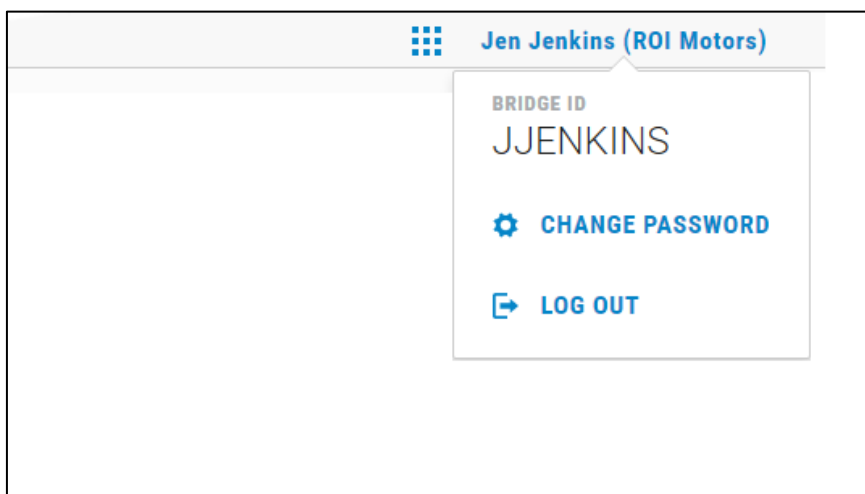 Jen Jenkins (ROI Motors)
BRIDGE ID
JJENKINS
CHANGE PASSWORD
LOG OUT